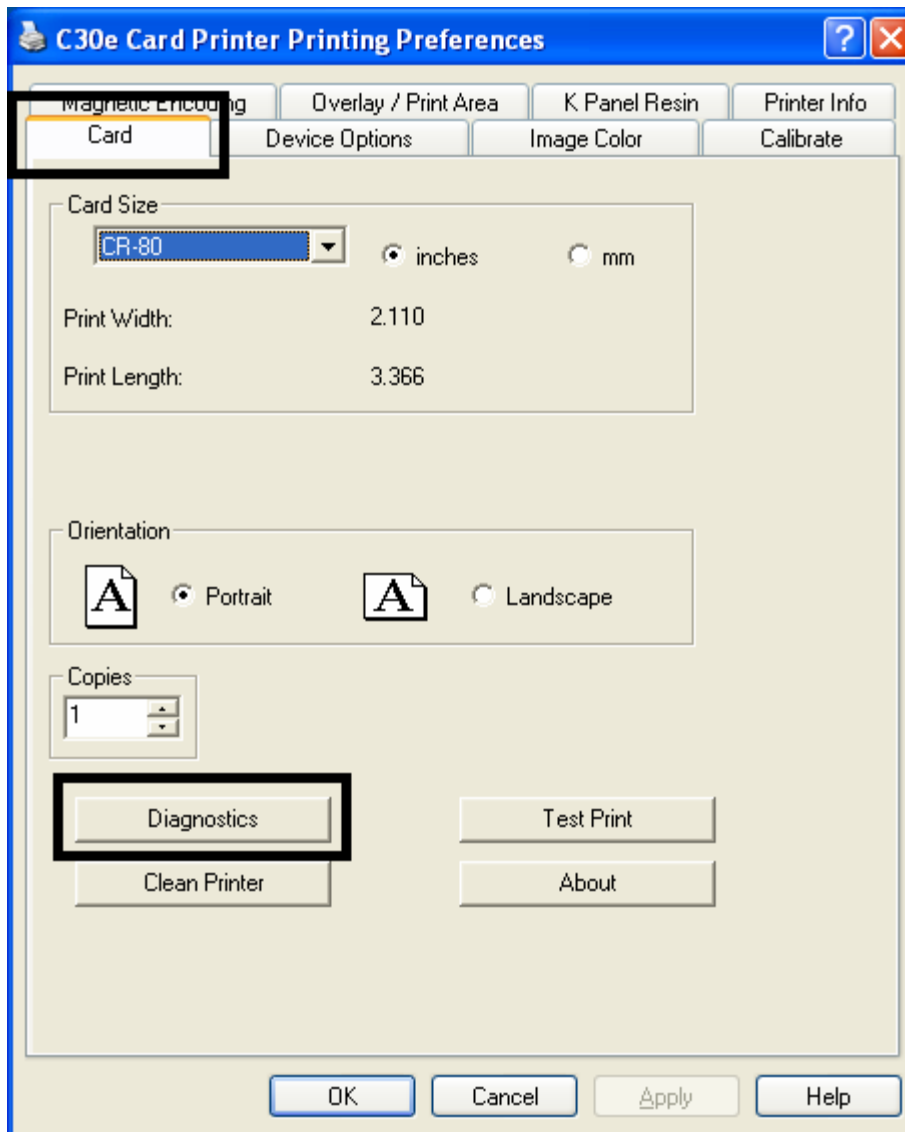 C30e Card Printer Printing Preferences
Magnetic Encoding Overlay / Print Area K Panel Resin Printer Info
Card Device Options Image Color Calibrate
Card Size
CR-80 inches mm
Print Width: 2.110
Print Length: 3.366
Orientation
A Portrait A Landscape
Copies
1
Diagnostics Test Print
Clean Printer About
OK Cancel Apply Help